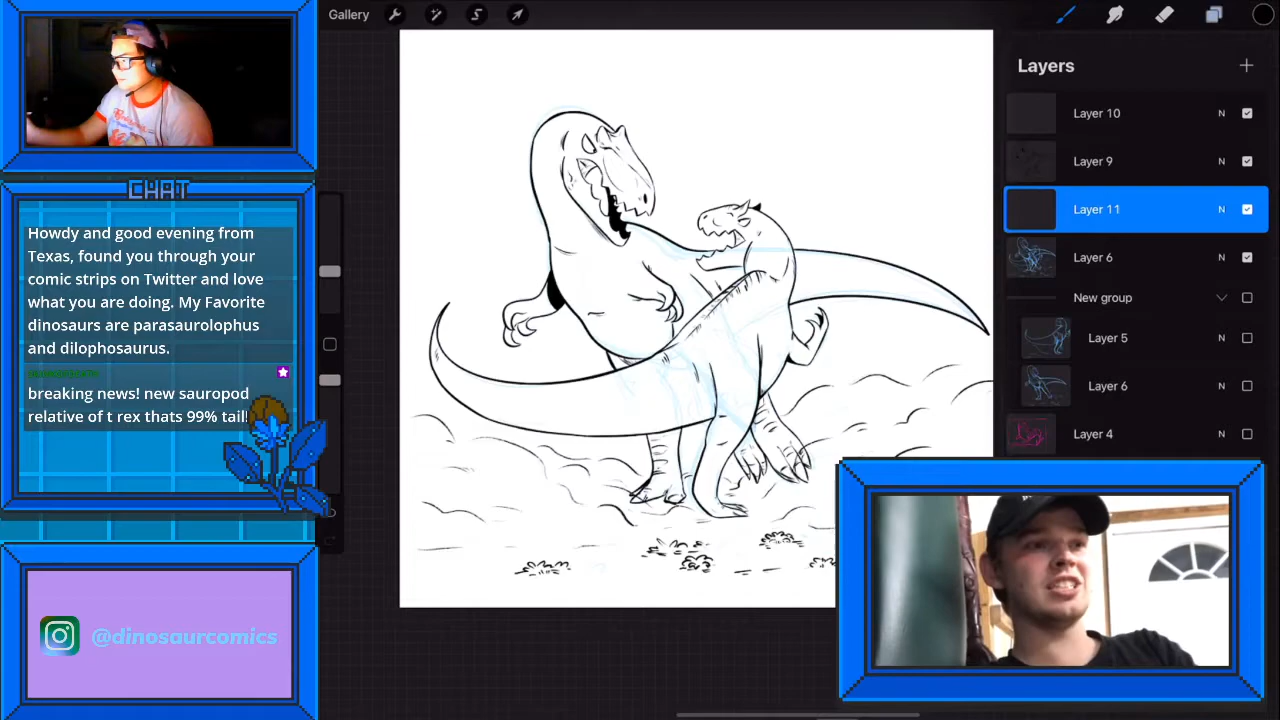 Gallery
CHAT
Howdy and good evening from
Texas, found you through your
comic strips on Twitter and love
what you are doing. My Favorite
dinosaurs are parasaurolophus
and dilophosaurus.
breaking news! new sauropod
relative of t rex thats 99% tail!
@dinosaurcomics
Layers
Layer 10 N
Layer 9 N
Layer 11 N
Layer 6 N
New group
Layer 5 N
Layer 6 N
Layer 4 N